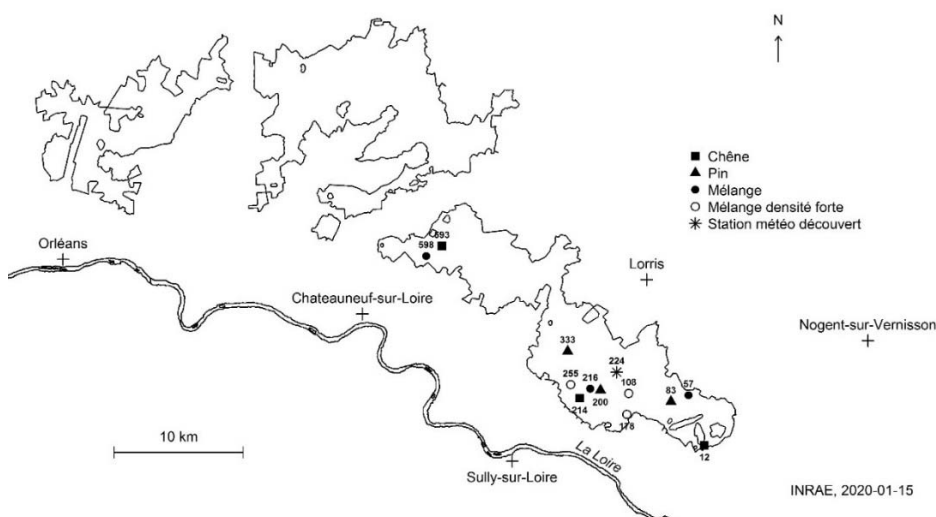 N
Chêne
Pin
Mélange
Mélange densité forte
Station météo découvert
593
598
Orléans
Lorris
Chateauneuf-sur-Loire
Nogent-sur-Vernisson
333
224
255
216
108
83
57
200
214
178
12
10 km
Sully-sur-Loire
La Loire
INRAE, 2020-01-15